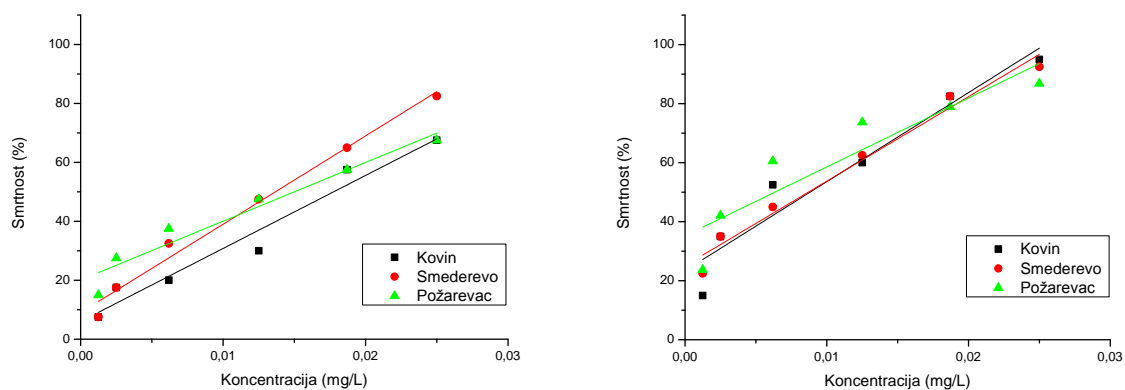 100
80
60
40
20
0
Smrtnost (%)
0,00
0,01
0,02
0,03
Koncentracija (mg/L)
Kovin
Smederevo
Požarevac
100
80
60
40
20
0
Smrtnost (%)
0,00
0,01
0,02
0,03
Koncentracija (mg/L)
Kovin
Smederevo
Požarevac